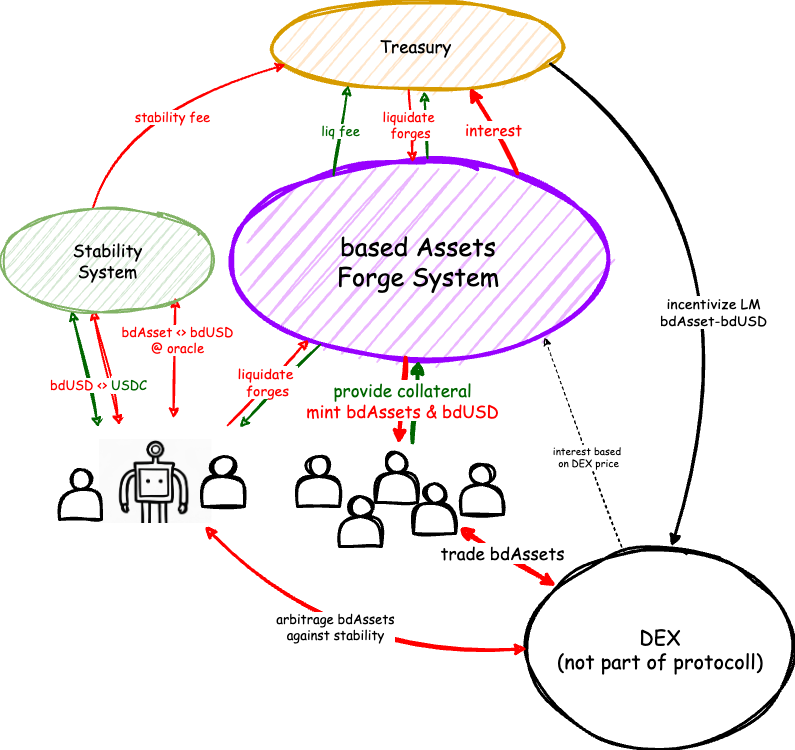 Treasury
stability fee
liq fee
liquidate
forges
interest
Stability
System
based Assets
Forge System
incentivize LM
bdAsset-bdUSD
bdAsset <> bdUSD
@ oracle
bdUSD <> USDC
liquidate
forges
provide collateral
mint bdAssets & bdUSD
interest based
on DEX price
trade bdAssets
arbitrage bdAssets
against stability
DEX
(not part of protocoll)